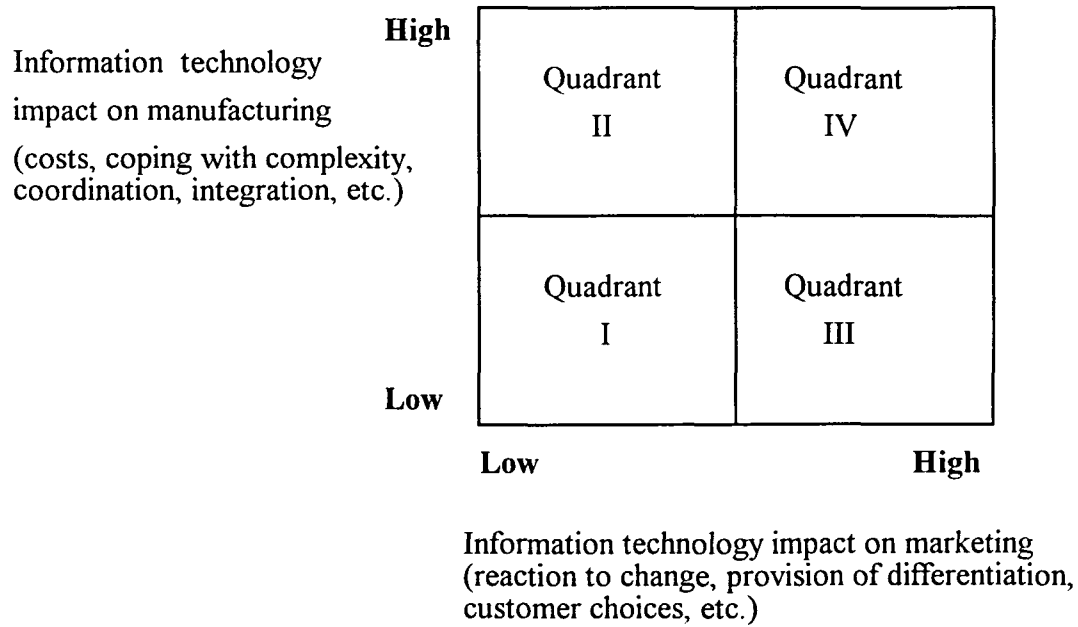 High
Information technology
impact on manufacturing
(costs, coping with complexity,
coordination, integration, etc.)
Quadrant
II
Quadrant
IV
Quadrant
I
Quadrant
III
Low
Low
High
Information technology impact on marketing
(reaction to change, provision of differentiation,
customer choices, etc.)